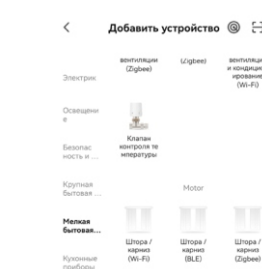 Добавить устройство
вентиляции
(Zigbee)
(Zigbee)
вентиляци
и кондицио
ирования
(Wi-Fi)
Электрик
Освещени
е
Клапан
контроля те
мпературы
Безопас
ность и ...
Крупная
бытовая ...
Motor
Мелкая
бытовая...
Штора /
карниз
(Wi-Fi)
Штора /
карниз
(BLE)
Штора /
карниз
(Zigbee)
Кухонные
приборы